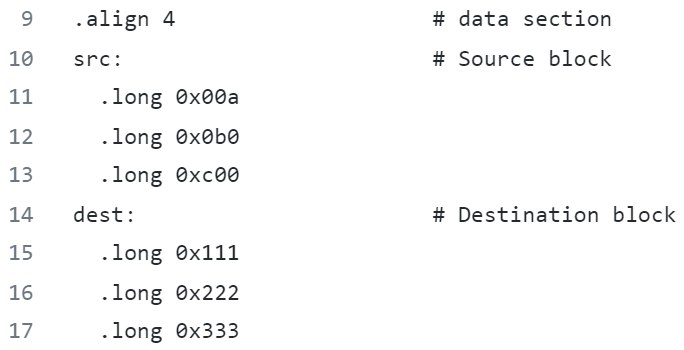 9 .align 4 # data section
10 src: # Source block
11 .long 0x00a
12 .long 0x0b0
13 .long 0xc00
14 dest: # Destination block
15 .long 0x111
16 .long 0x222
17 .long 0x333